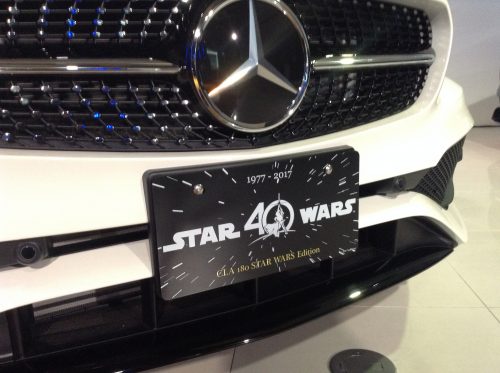 1977 - 2017
STAR 40 WARS
CLA 180 STAR WARS Edition